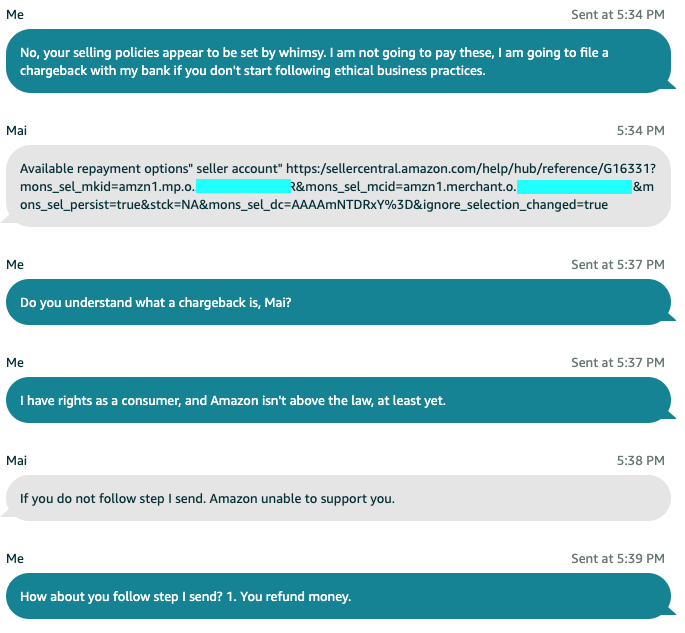 Me
Sent at 5:34 PM
No, your selling policies appear to be set by whimsy. I am not going to pay these, I am going to file a
chargeback with my bank if you don't start following ethical business practices.
Mai
5:34 PM
Available repayment options" seller account" https:/sellercentral.amazon.com/help/hub/reference/G16331?
mons_sel_mkid=amzn1.mp.o. R&mons_sel_mcid=amzn1.merchant.o. &m
ons_sel_persist=true&stck=NA&mons_sel_dc=AAAAmNTDRxY%3D&ignore_selection_changed=true
Me
Sent at 5:37 PM
Do you understand what a chargeback is, Mai?
Me
Sent at 5:37 PM
I have rights as a consumer, and Amazon isn't above the law, at least yet.
Mai
5:38 PM
If you do not follow step I send. Amazon unable to support you.
Me
Sent at 5:39 PM
How about you follow step I send? 1. You refund money.